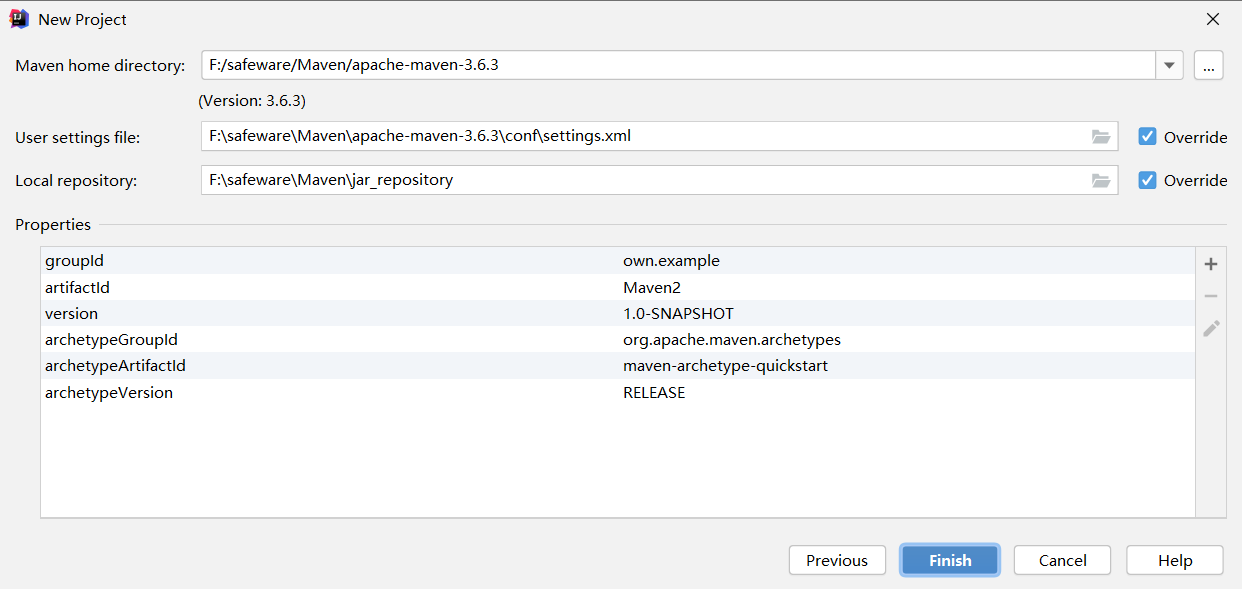 New Project
Maven home directory: F:/safeware/Maven/apache-maven-3.6.3 ...
(Version: 3.6.3)
User settings file: F:\safeware\Maven\apache-maven-3.6.3\conf\settings.xml Override
Local repository: F:\safeware\Maven\jar_repository Override
Properties
groupId own.example
artifactId Maven2
version 1.0-SNAPSHOT
archetypeGroupId org.apache.maven.archetypes
archetypeArtifactId maven-archetype-quickstart
archetypeVersion RELEASE
Previous Finish Cancel Help